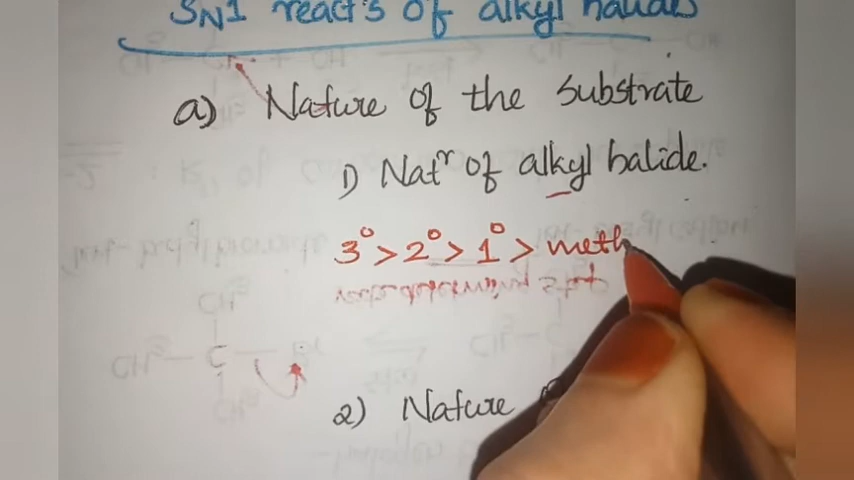 SN1 react's of alkyl halides
a) Nature of the substrate
1) Natr of alkyl halide.
3° > 2° > 1° > meth
2) Nature